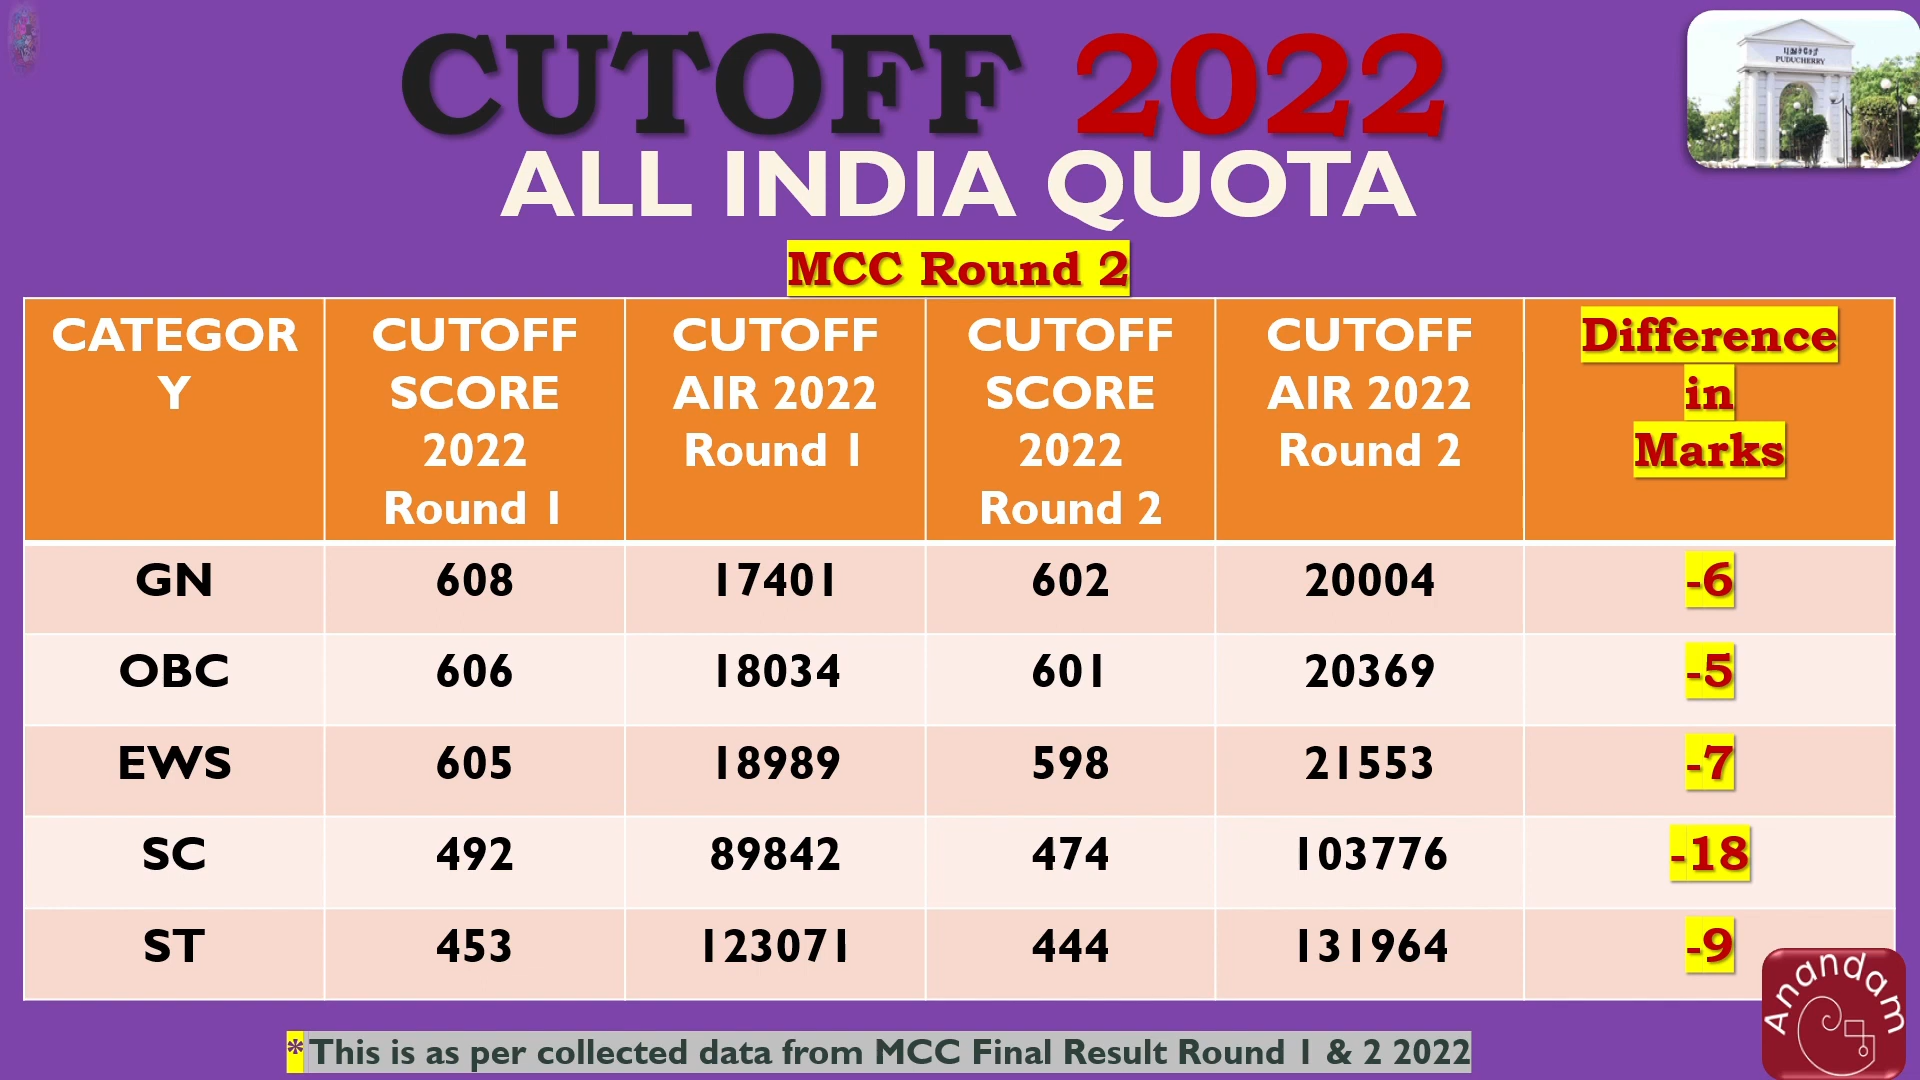 CUTOFF 2022
ALL INDIA QUOTA
PUDUCHERRY
MCC Round 2
CATEGOR
Y
CUTOFF
SCORE
2022
Round 1
CUTOFF
AIR 2022
Round 1
CUTOFF
SCORE
2022
Round 2
CUTOFF
AIR 2022
Round 2
Difference
in
Marks
GN 608 17401 602 20004 -6
OBC 606 18034 601 20369 -5
EWS 605 18989 598 21553 -7
SC 492 89842 474 103776 -18
ST 453 123071 444 131964 -9
Anandam
* This is as per collected data from MCC Final Result Round 1 & 2 2022